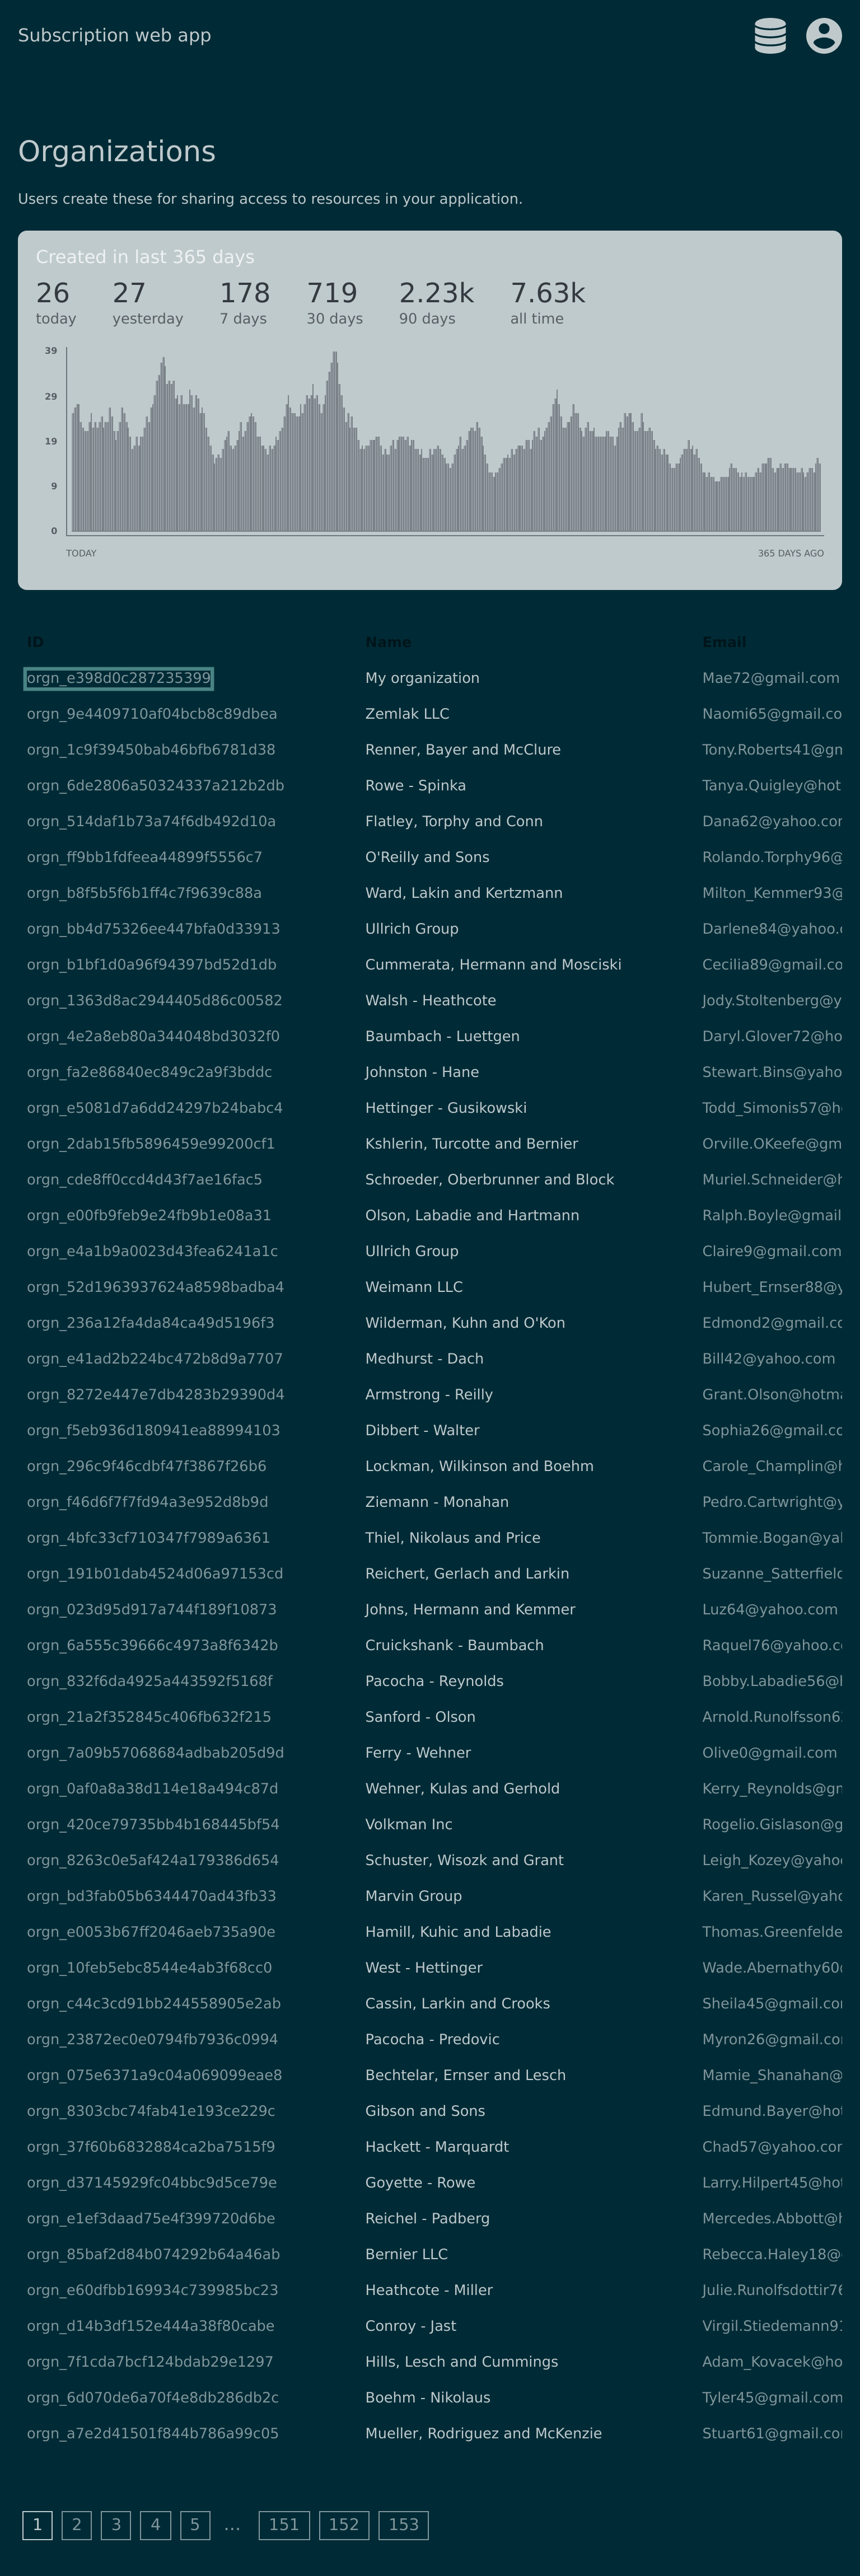 Subscription web app
Organizations
Users create these for sharing access to resources in your application.
Created in last 365 days
26 27 178 719 2.23k 7.63k
today yesterday 7 days 30 days 90 days all time
39
29
19
9
0
TODAY 365 DAYS AGO
ID Name Email
orgn_e398d0c287235399 My organization Mae72@gmail.com
orgn_9e4409710af04bcb8c89dbea Zemlak LLC Naomi65@gmail.co
orgn_1c9f39450bab46bfb6781d38 Renner, Bayer and McClure Tony.Roberts41@gm
orgn_6de2806a50324337a212b2db Rowe - Spinka Tanya.Quigley@hot
orgn_514daf1b73a74f6db492d10a Flatley, Torphy and Conn Dana62@yahoo.com
orgn_ff9bb1fdfeea44899f5556c7 O'Reilly and Sons Rolando.Torphy96@
orgn_b8f5b5f6b1ff4c7f9639c88a Ward, Lakin and Kertzmann Milton_Kemmer93@
orgn_bb4d75326ee447bfa0d33913 Ullrich Group Darlene84@yahoo.c
orgn_b1bf1d0a96f94397bd52d1db Cummerata, Hermann and Mosciski Cecilia89@gmail.co
orgn_1363d8ac2944405d86c00582 Walsh - Heathcote Jody.Stoltenberg@y
orgn_4e2a8eb80a344048bd3032f0 Baumbach - Luettgen Daryl.Glover72@ho
orgn_fa2e86840ec849c2a9f3bddc Johnston - Hane Stewart.Bins@yaho
orgn_e5081d7a6dd24297b24babc4 Hettinger - Gusikowski Todd_Simonis57@ho
orgn_2dab15fb5896459e99200cf1 Kshlerin, Turcotte and Bernier Orville.OKeefe@gm
orgn_cde8ff0ccd4d43f7ae16fac5 Schroeder, Oberbrunner and Block Muriel.Schneider@h
orgn_e00fb9feb9e24fb9b1e08a31 Olson, Labadie and Hartmann Ralph.Boyle@gmail
orgn_e4a1b9a0023d43fea6241a1c Ullrich Group Claire9@gmail.com
orgn_52d1963937624a8598badba4 Weimann LLC Hubert_Ernser88@y
orgn_236a12fa4da84ca49d5196f3 Wilderman, Kuhn and O'Kon Edmond2@gmail.co
orgn_e41ad2b224bc472b8d9a7707 Medhurst - Dach Bill42@yahoo.com
orgn_8272e447e7db4283b29390d4 Armstrong - Reilly Grant.Olson@hotma
orgn_f5eb936d180941ea88994103 Dibbert - Walter Sophia26@gmail.co
orgn_296c9f46cdbf47f3867f26b6 Lockman, Wilkinson and Boehm Carole_Champlin@h
orgn_f46d6f7f7fd94a3e952d8b9d Ziemann - Monahan Pedro.Cartwright@y
orgn_4bfc33cf710347f7989a6361 Thiel, Nikolaus and Price Tommie.Bogan@yah
orgn_191b01dab4524d06a97153cd Reichert, Gerlach and Larkin Suzanne_Satterfield
orgn_023d95d917a744f189f10873 Johns, Hermann and Kemmer Luz64@yahoo.com
orgn_6a555c39666c4973a8f6342b Cruickshank - Baumbach Raquel76@yahoo.co
orgn_832f6da4925a443592f5168f Pacocha - Reynolds Bobby.Labadie56@h
orgn_21a2f352845c406fb632f215 Sanford - Olson Arnold.Runolfsson63
orgn_7a09b57068684adbab205d9d Ferry - Wehner Olive0@gmail.com
orgn_0af0a8a38d114e18a494c87d Wehner, Kulas and Gerhold Kerry_Reynolds@gm
orgn_420ce79735bb4b168445bf54 Volkman Inc Rogelio.Gislason@g
orgn_8263c0e5af424a179386d654 Schuster, Wisozk and Grant Leigh_Kozey@yahoo
orgn_bd3fab05b6344470ad43fb33 Marvin Group Karen_Russel@yaho
orgn_e0053b67ff2046aeb735a90e Hamill, Kuhic and Labadie Thomas.Greenfelde
orgn_10feb5ebc8544e4ab3f68cc0 West - Hettinger Wade.Abernathy60@
orgn_c44c3cd91bb244558905e2ab Cassin, Larkin and Crooks Sheila45@gmail.com
orgn_23872ec0e0794fb7936c0994 Pacocha - Predovic Myron26@gmail.com
orgn_075e6371a9c04a069099eae8 Bechtelar, Ernser and Lesch Mamie_Shanahan@
orgn_8303cbc74fab41e193ce229c Gibson and Sons Edmund.Bayer@hot
orgn_37f60b6832884ca2ba7515f9 Hackett - Marquardt Chad57@yahoo.com
orgn_d37145929fc04bbc9d5ce79e Goyette - Rowe Larry.Hilpert45@hot
orgn_e1ef3daad75e4f399720d6be Reichel - Padberg Mercedes.Abbott@h
orgn_85baf2d84b074292b64a46ab Bernier LLC Rebecca.Haley18@
orgn_e60dfbb169934c739985bc23 Heathcote - Miller Julie.Runolfsdottir76
orgn_d14b3df152e444a38f80cabe Conroy - Jast Virgil.Stiedemann91
orgn_7f1cda7bcf124bdab29e1297 Hills, Lesch and Cummings Adam_Kovacek@ho
orgn_6d070de6a70f4e8db286db2c Boehm - Nikolaus Tyler45@gmail.com
orgn_a7e2d41501f844b786a99c05 Mueller, Rodriguez and McKenzie Stuart61@gmail.com
1 2 3 4 5 … 151 152 153